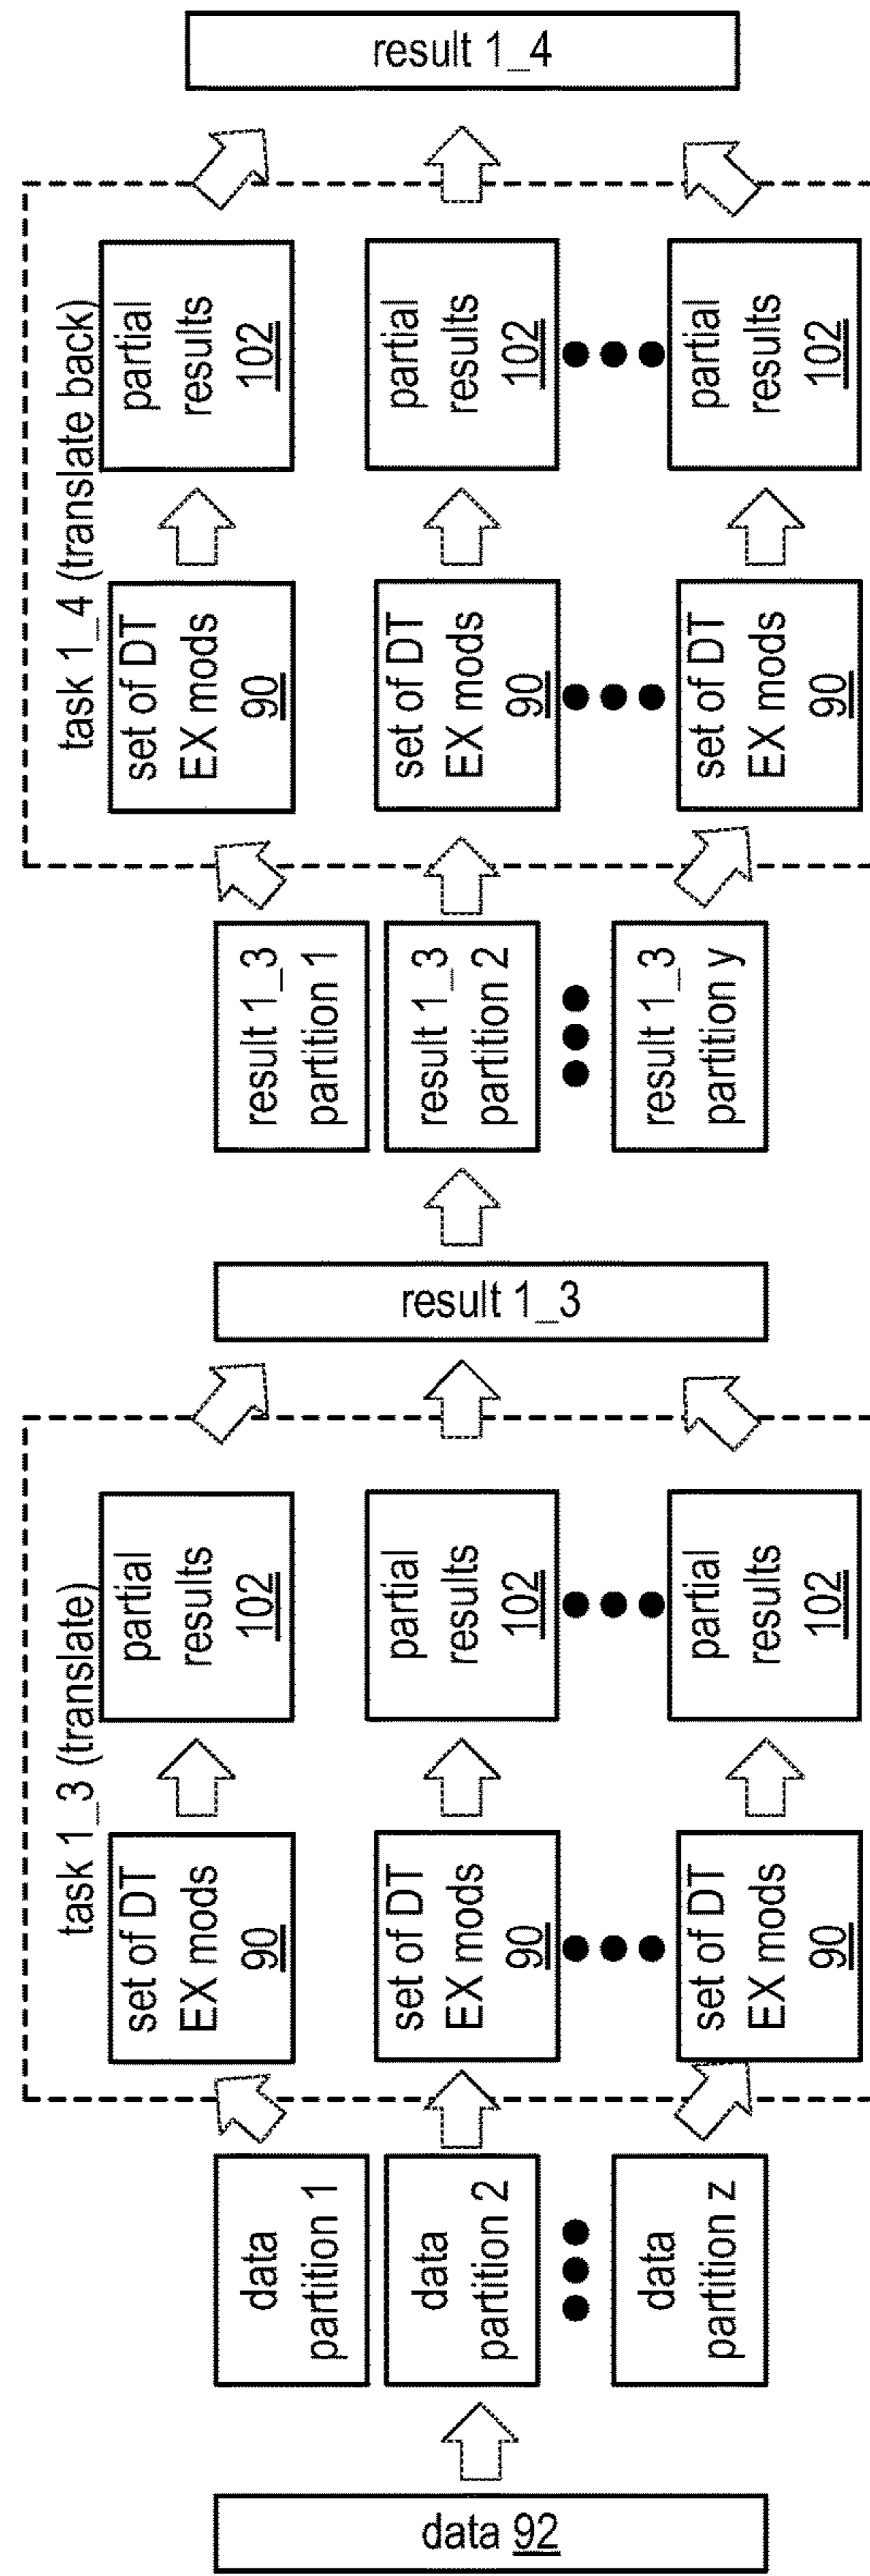 data 92
data
partition 1
data
partition 2
data
partition z
task 1_3 (translate)
set of DT
EX mods
90
set of DT
EX mods
90
set of DT
EX mods
90
partial
results
102
partial
results
102
partial
results
102
result 1_3
result 1_3
partition 1
result 1_3
partition 2
result 1_3
partition y
task 1_4 (translate back)
set of DT
EX mods
90
set of DT
EX mods
90
set of DT
EX mods
90
partial
results
102
partial
results
102
partial
results
102
result 1_4